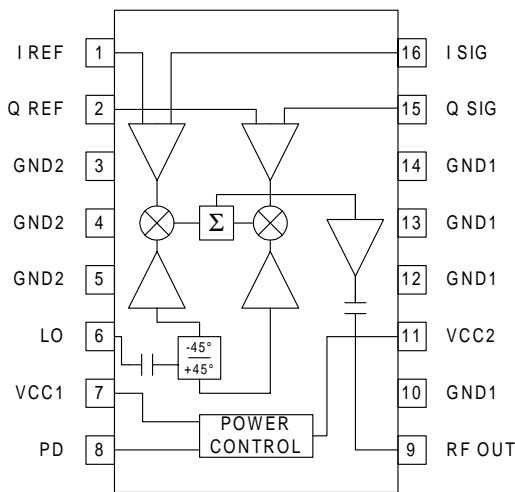 I REF 1 16 I SIG
Q REF 2 15 Q SIG
GND2 3 14 GND1
GND2 4 Σ 13 GND1
GND2 5 12 GND1
LO 6 -45° 11 VCC2
+45°
VCC1 7 10 GND1
POWER
CONTROL
PD 8 9 RF OUT